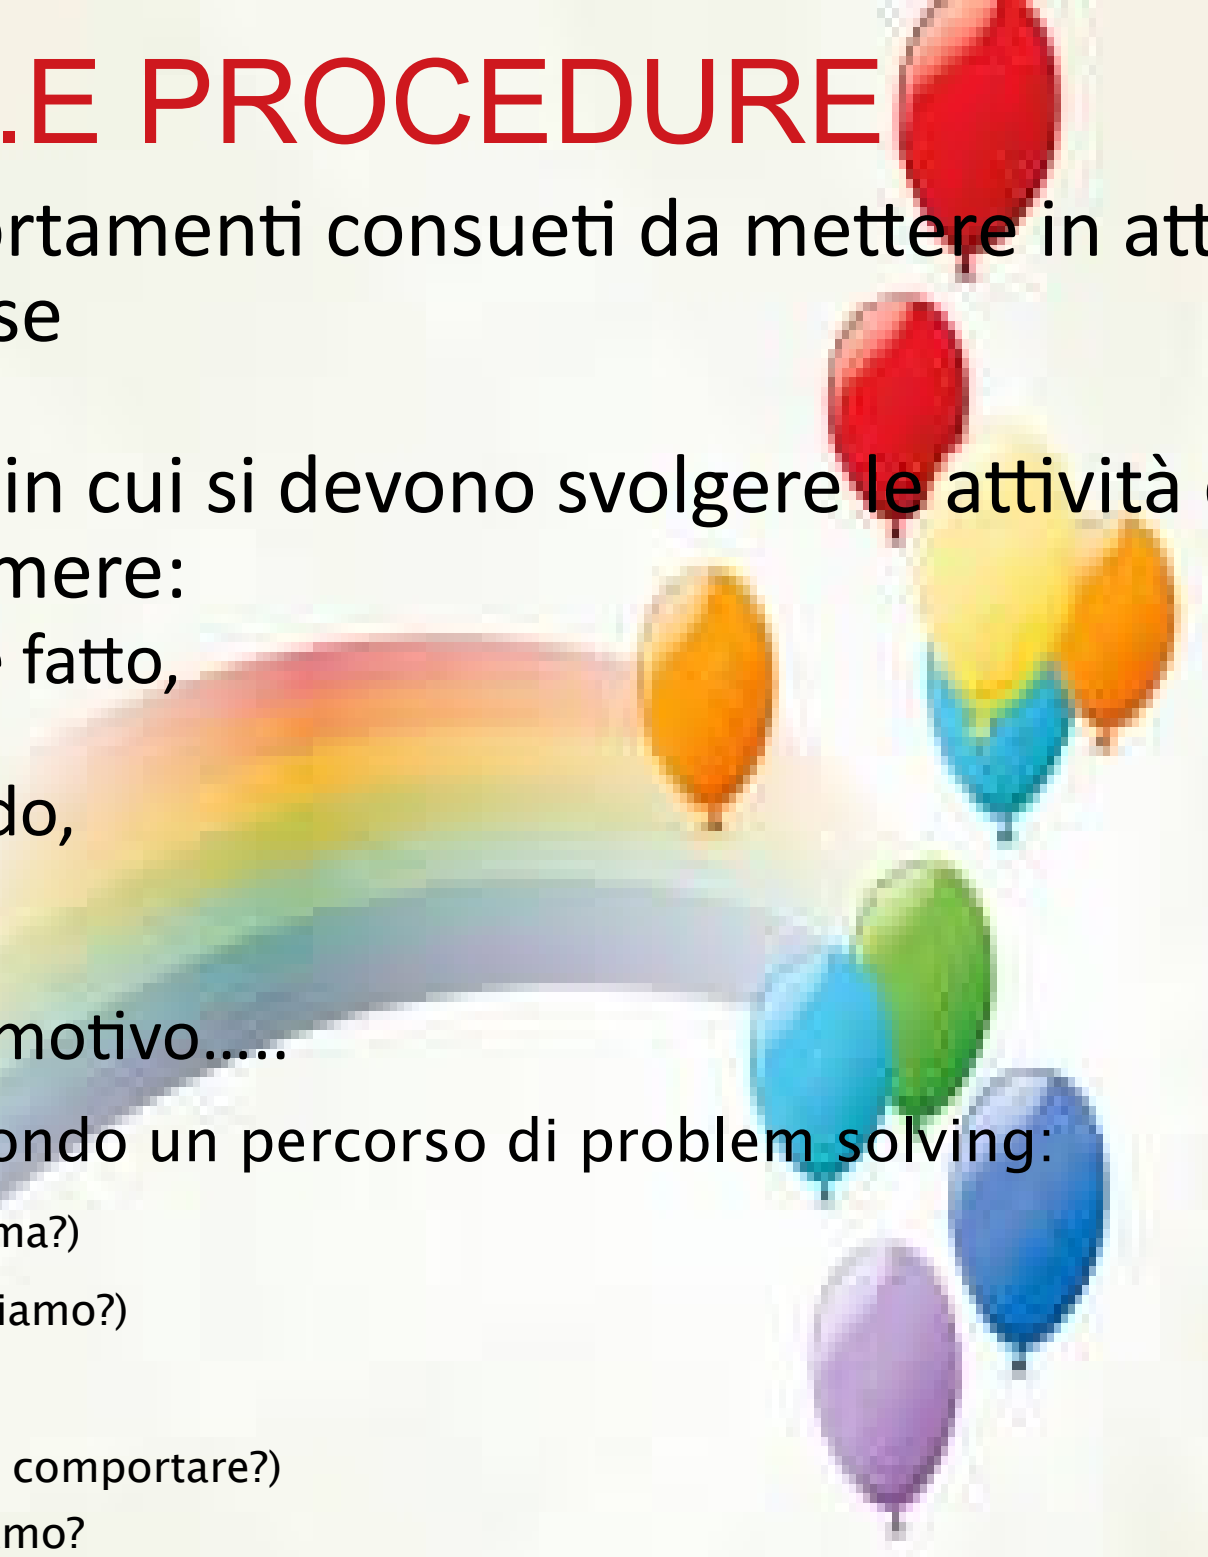 .E PROCEDURE
rtamenti consueti da mettere in att
se
in cui si devono svolgere le attività
mere:
fatto,
do,
motivo…..
ondo un percorso di problem solving:
ma?)
iamo?)
comportare?)
mo?